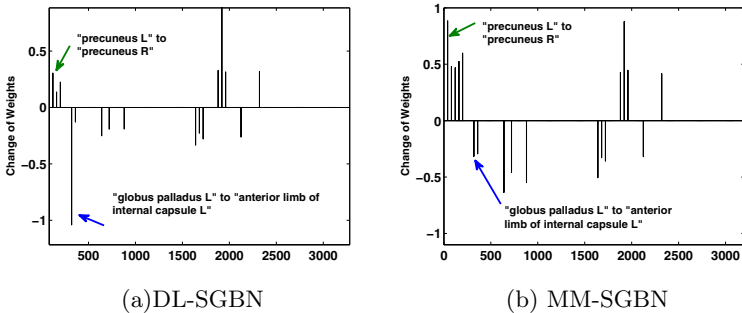 "precuneus L" to
"precuneus R"
Change of Weights
0.5
0
−0.5
−1
"globus palladus L" to "anterior limb of
internal capsule L"
500 1000 1500 2000 2500 3000
(a)DL-SGBN
"precuneus L" to
"precuneus R"
Change of Weights
1
0.5
0
−0.5
−1
"globus palladus L" to "anterior
limb of internal capsule L"
0 500 1000 1500 2000 2500 3000
(b) MM-SGBN